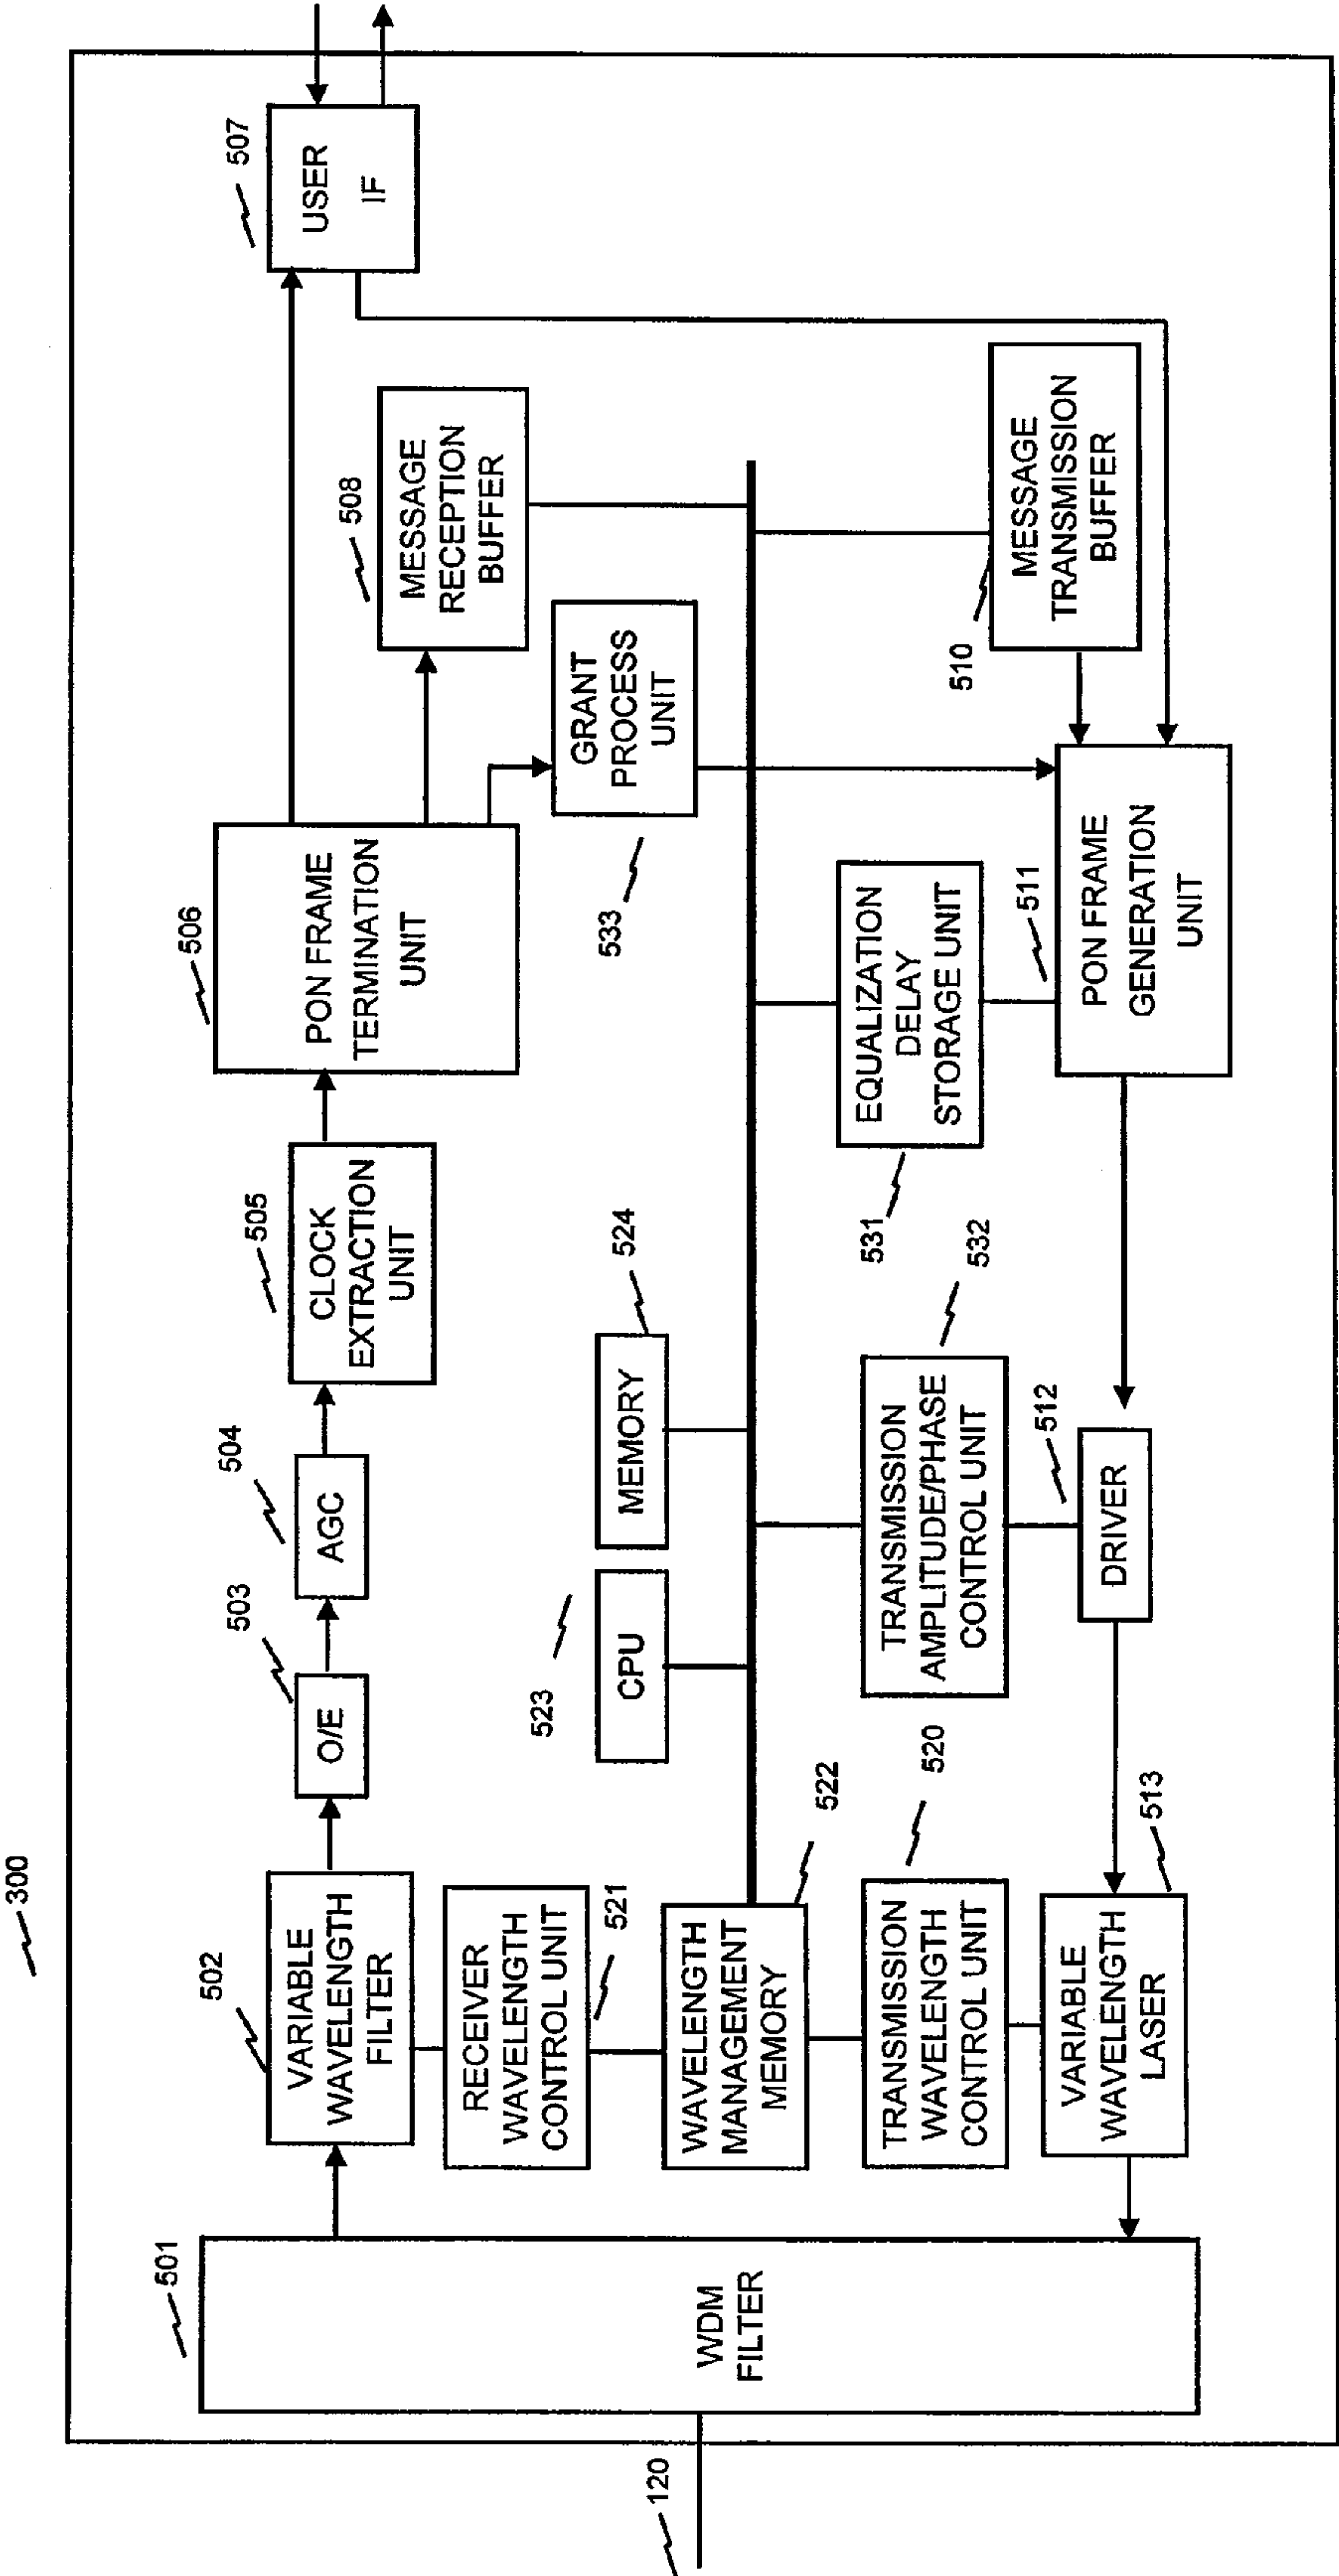 300
501
WDM
FILTER
120
502
VARIABLE
WAVELENGTH
FILTER
503
O/E
504
AGC
505
CLOCK
EXTRACTION
UNIT
506
PON FRAME
TERMINATION
UNIT
507
USER
IF
508
MESSAGE
RECEPTION
BUFFER
GRANT
PROCESS
UNIT
533
RECEIVER
WAVELENGTH
CONTROL UNIT
521
WAVELENGTH
MANAGEMENT
MEMORY
522
523
CPU
524
MEMORY
TRANSMISSION
WAVELENGTH
CONTROL UNIT
520
TRANSMISSION
AMPLITUDE/PHASE
CONTROL UNIT
532
EQUALIZATION
DELAY
STORAGE UNIT
531
510
MESSAGE
TRANSMISSION
BUFFER
VARIABLE
WAVELENGTH
LASER
513
DRIVER
512
PON FRAME
GENERATION
UNIT
511